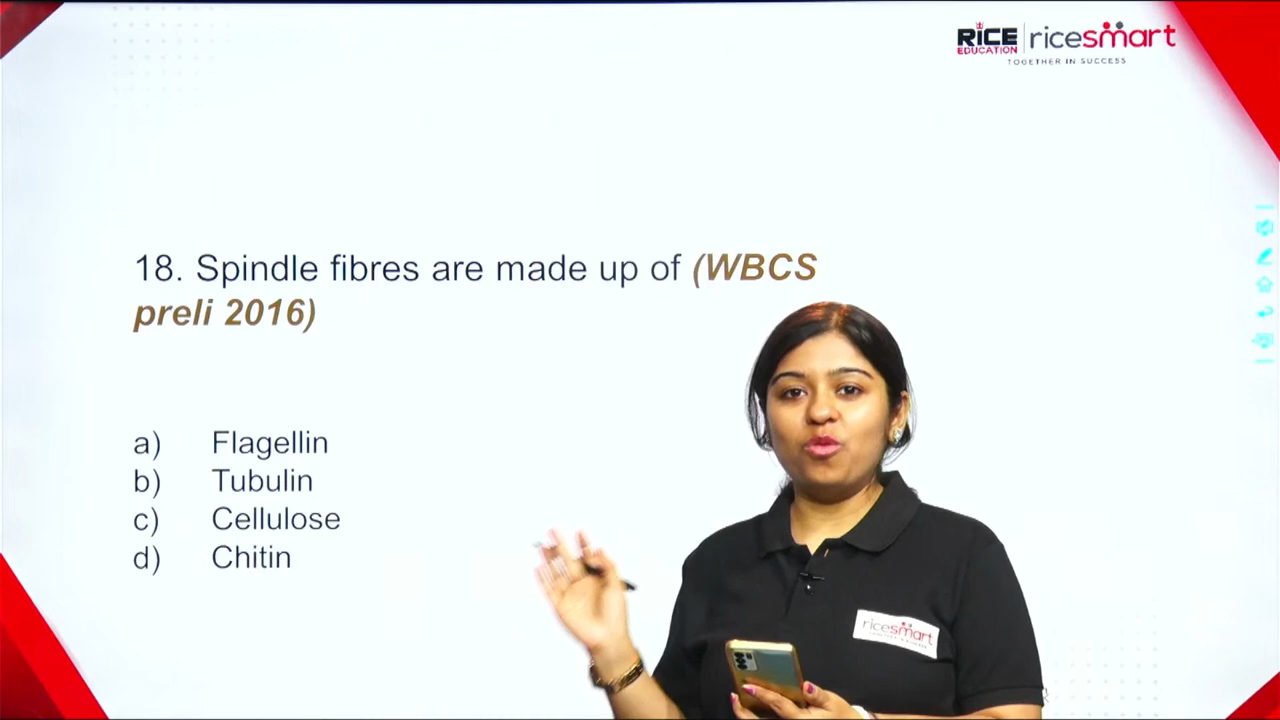 RICE
EDUCATION
ricesmart
TOGETHER IN SUCCESS
18. Spindle fibres are made up of (WBCS
preli 2016)
a) Flagellin
b) Tubulin
c) Cellulose
d) Chitin
ricesmart